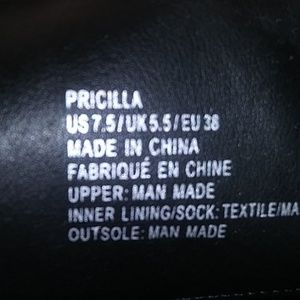 PRICILLA
US 7.5 / UK 5.5 / EU 38
MADE IN CHINA
FABRIQUÉ EN CHINE
UPPER: MAN MADE
INNER LINING/SOCK: TEXTILE/MA
OUTSOLE: MAN MADE